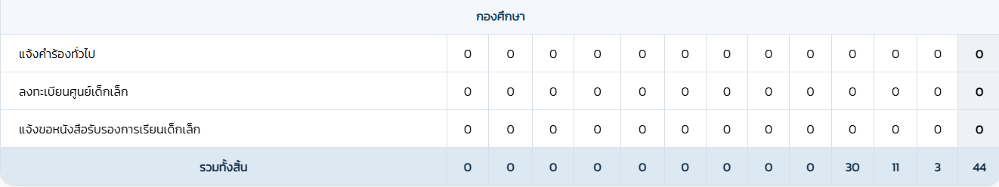 กองศึกษา
แจ้งคำร้องทั่วไป 0 0 0 0 0 0 0 0 0 0 0 0 0
ลงทะเบียนศูนย์เด็กเล็ก 0 0 0 0 0 0 0 0 0 0 0 0 0
แจ้งขอหนังสือรับรองการเรียนเด็กเล็ก 0 0 0 0 0 0 0 0 0 0 0 0 0
รวมทั้งสิ้น 0 0 0 0 0 0 0 0 0 30 11 3 44